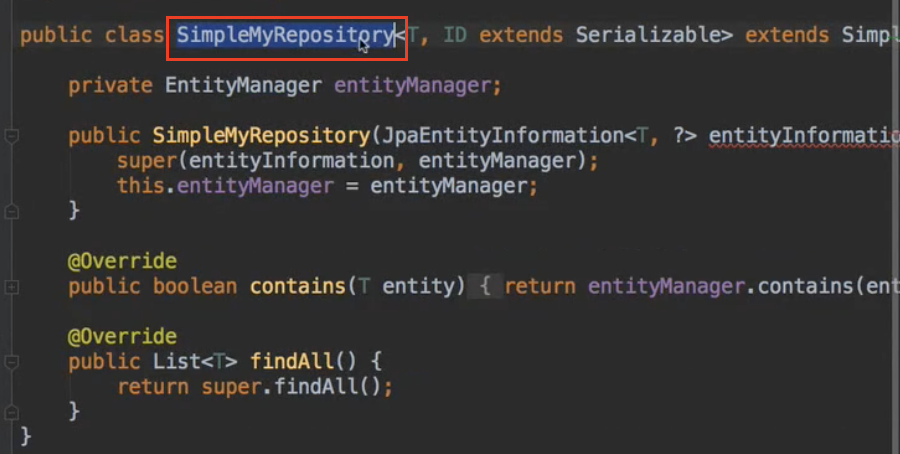 public class SimpleMyRepository<T, ID extends Serializable> extends Simpl
private EntityManager entityManager;
public SimpleMyRepository(JpaEntityInformation<T, ?> entityInformatio
super(entityInformation, entityManager);
this.entityManager = entityManager;
}
@Override
public boolean contains(T entity) { return entityManager.contains(ent
@Override
public List<T> findAll() {
return super.findAll();
}
}